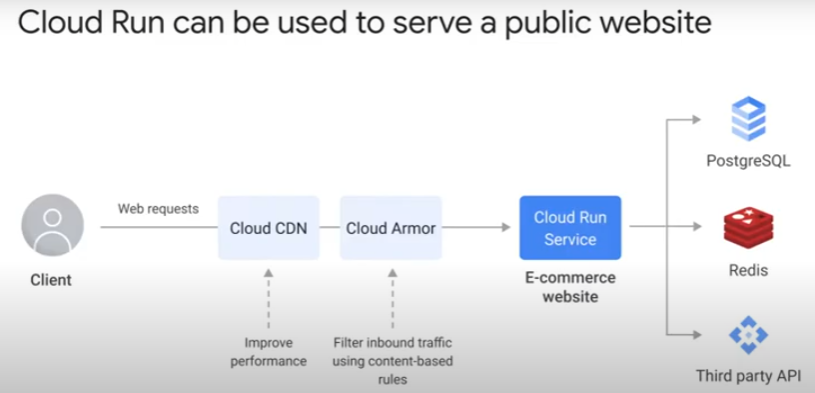 Cloud Run can be used to serve a public website
PostgreSQL
Web requests
Cloud CDN
Cloud Armor
Cloud Run
Service
Client
E-commerce
website
Redis
Improve
performance
Filter inbound traffic
using content-based
rules
Third party API